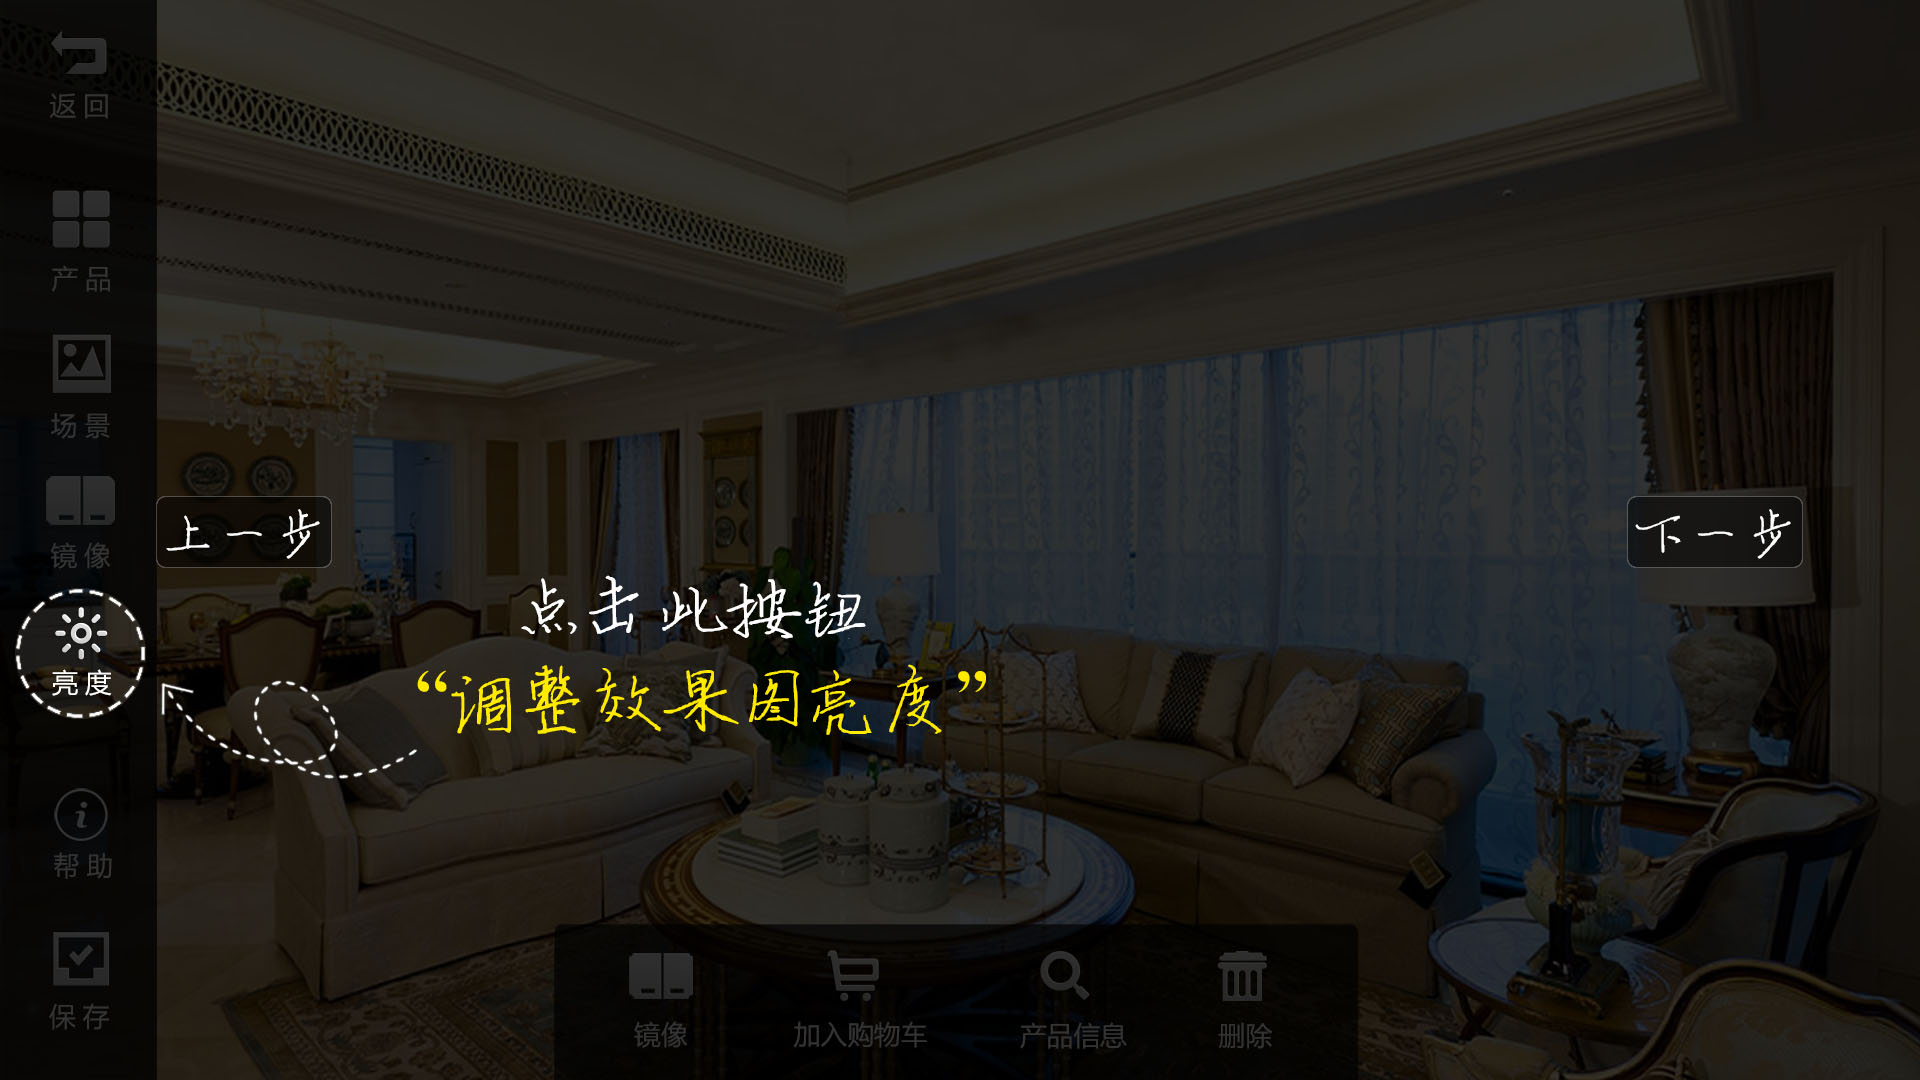 返回
产品
场景
镜像
上一步
下一步
点击此按钮
亮度
“调整效果图亮度”
帮助
保存
镜像
加入购物车
产品信息
删除